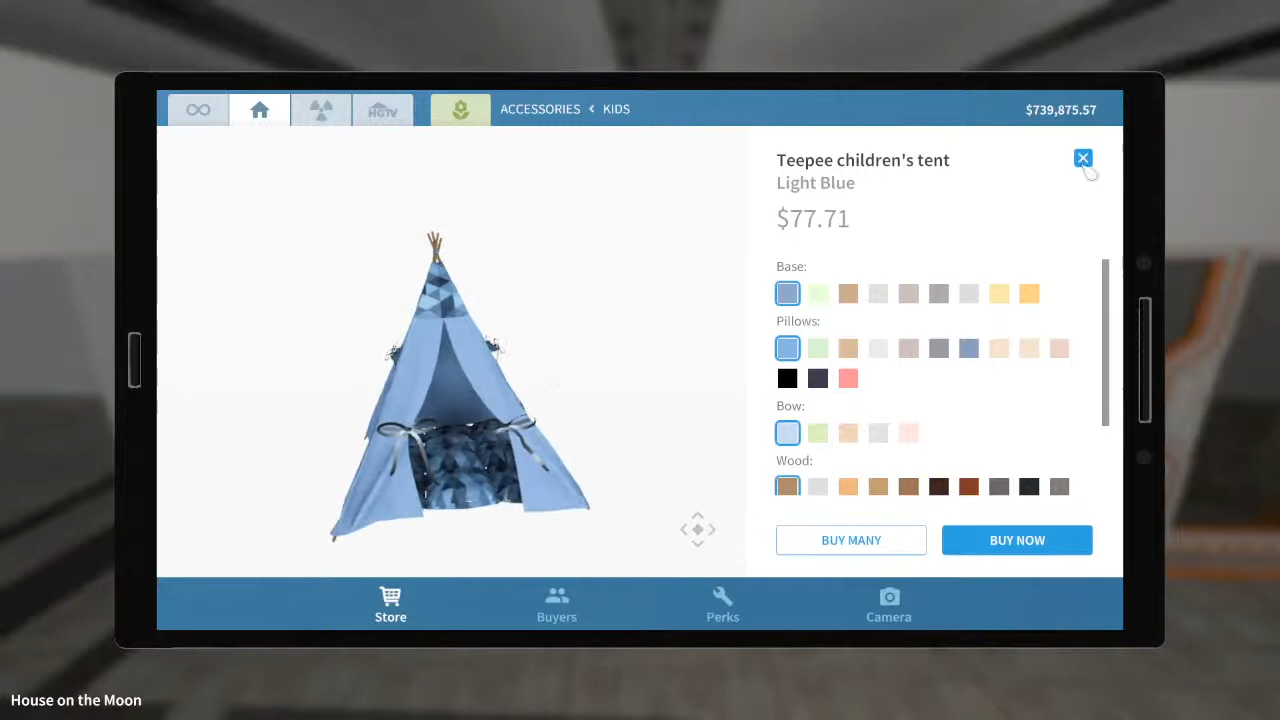 HGTV
ACCESSORIES < KIDS
$739,875.57
Teepee children's tent
Light Blue
$77.71
Base:
Pillows:
Bow:
Wood:
BUY MANY
BUY NOW
Store
Buyers
Perks
Camera
House on the Moon